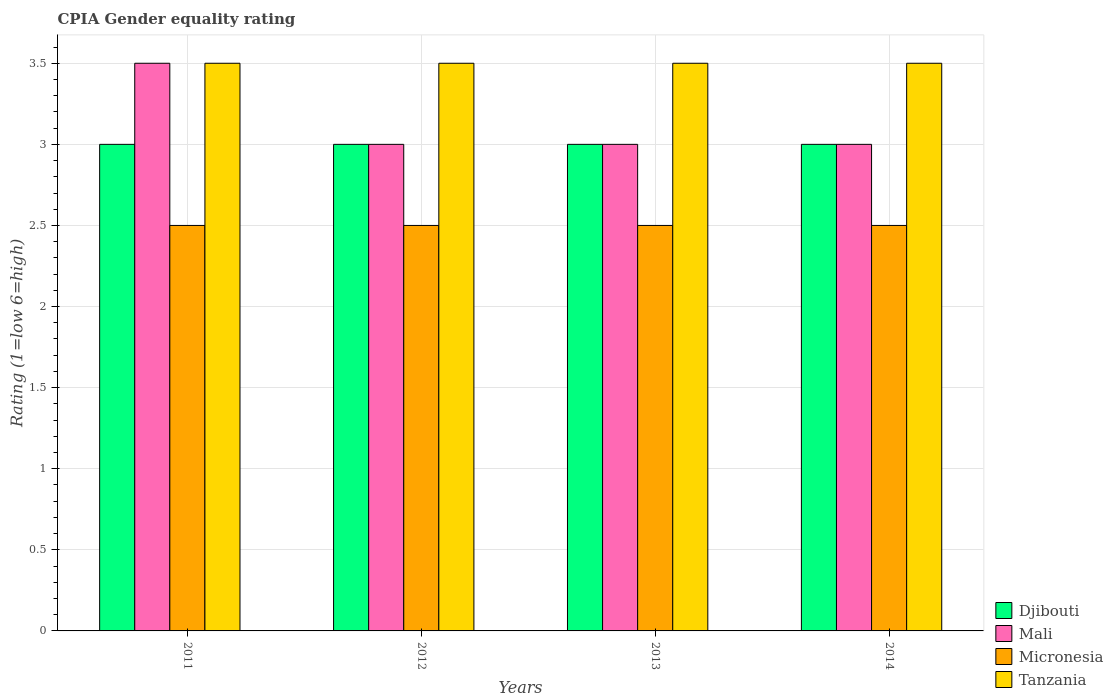 CPIA Gender equality rating
Rating (1=low 6=high)
3.5
3
2.5
2
1.5
1
0.5
0
2011
2012
2013
2014
Years
Djibouti
Mali
Micronesia
Tanzania